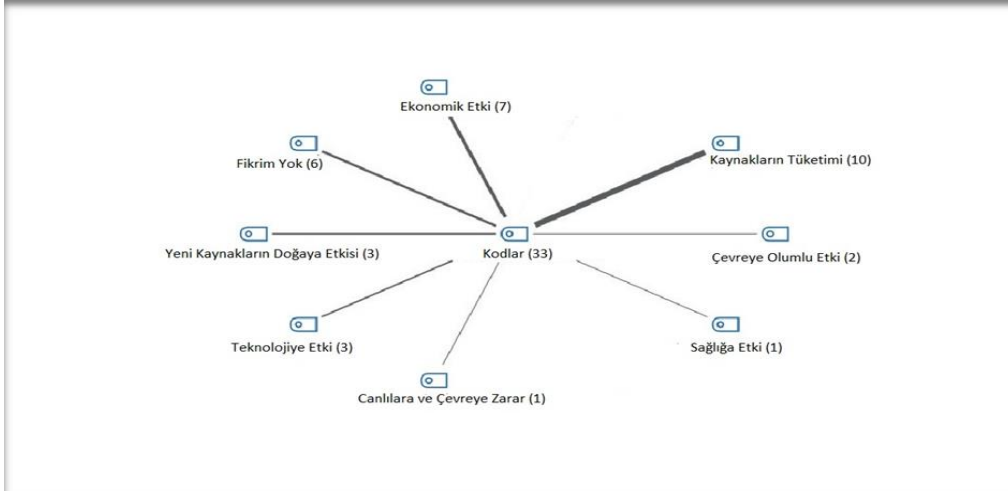 Ekonomik Etki (7)
Fikrim Yok (6)
Kaynakların Tüketimi (10)
Yeni Kaynakların Doğaya Etkisi (3)
Kodlar (33)
Çevreye Olumlu Etki (2)
Teknolojiye Etki (3)
Sağlığa Etki (1)
Canlılara ve Çevreye Zarar (1)